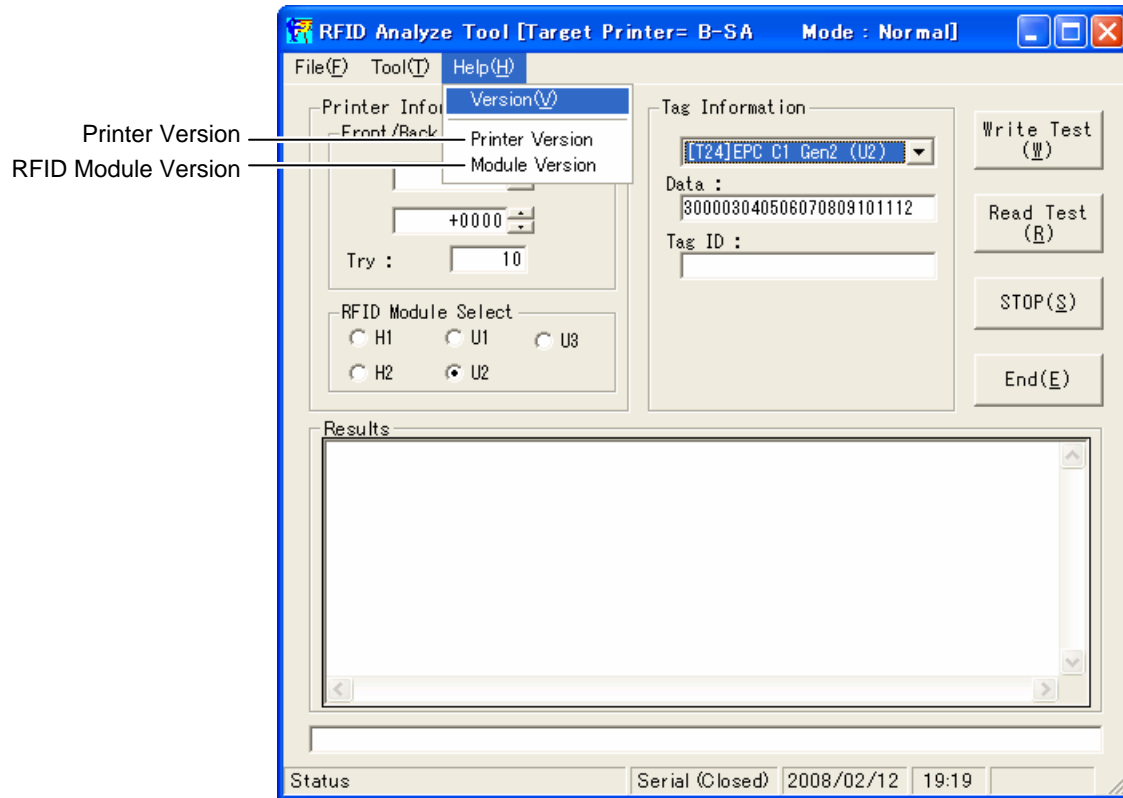 RFID Analyze Tool [Target Printer= B-SA Mode : Normal]
File(F) Tool(T) Help(H)
Version(V)
Printer Version
Module Version
Printer Version
RFID Module Version
Printer Infor
Front/Back
+0000
Try : 10
RFID Module Select
H1 U1 U3
H2 U2
Tag Information
[T24]EPC C1 Gen2 (U2)
Data :
300003040506070809101112
Tag ID :
Write Test
(W)
Read Test
(R)
STOP(S)
End(E)
Results
Status Serial (Closed) 2008/02/12 19:19